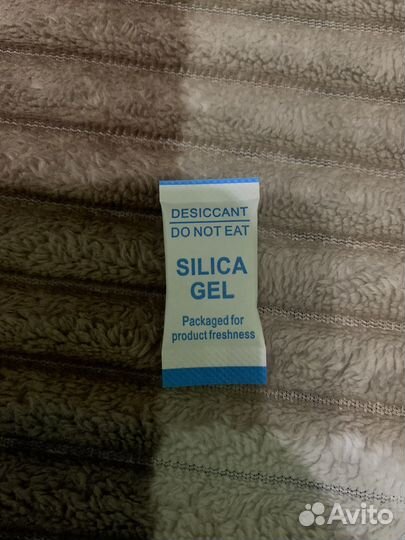 DESICCANT
DO NOT EAT
SILICA
GEL
Packaged for
product freshness
Avito